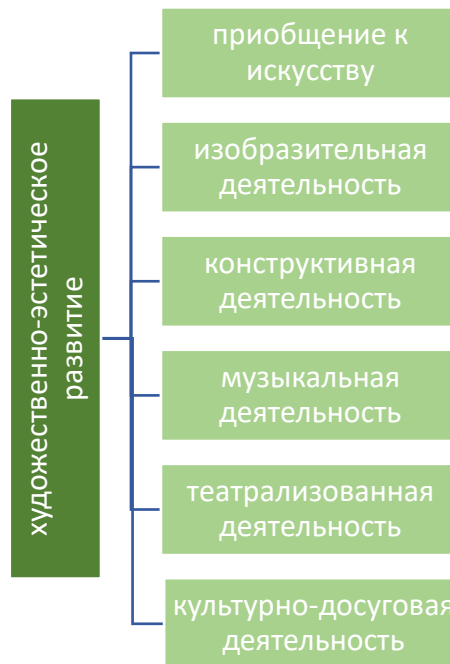 художественно-эстетическое
развитие
приобщение к
искусству
изобразительная
деятельность
конструктивная
деятельность
музыкальная
деятельность
театрализованная
деятельность
культурно-досуговая
деятельность